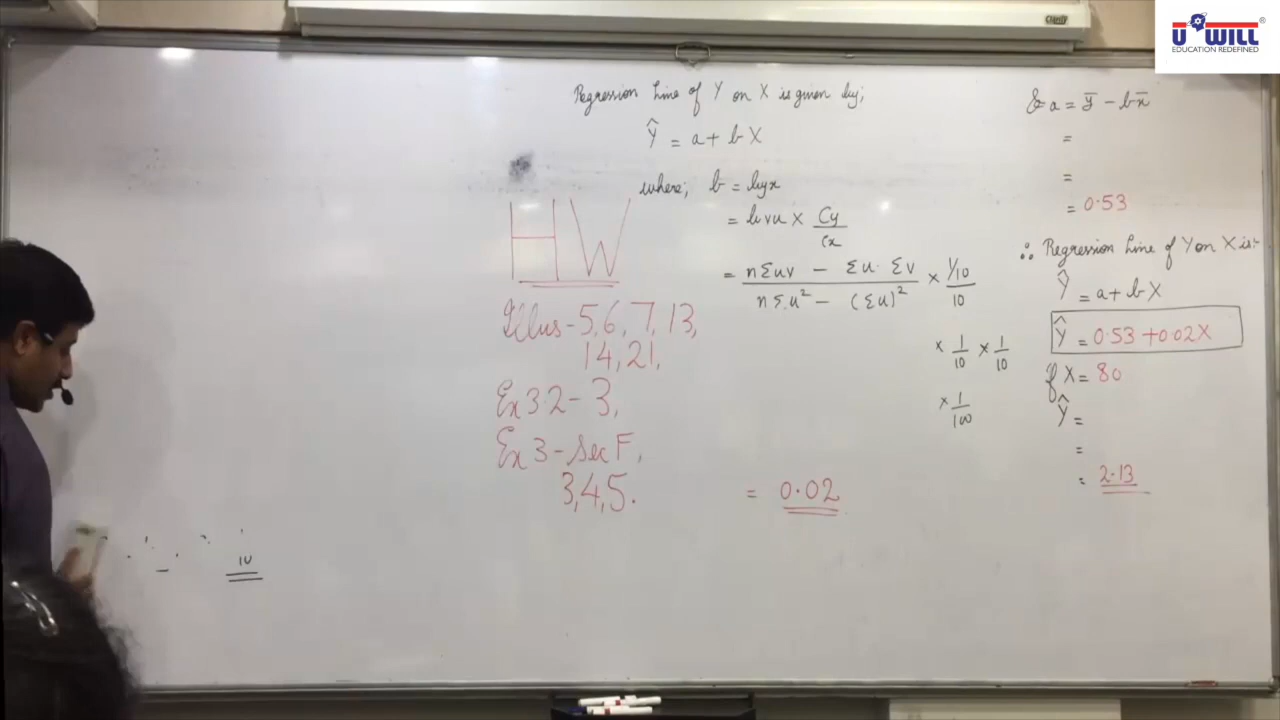 U WILL®
EDUCATION REDEFINED
Regression Line of Y on X is given by;
Ŷ = a + b X
where; b = byx
= bvu × Cy/Cx
= (nΣuv − Σu · Σv)/(nΣu² − (Σu)²) × (1/10)/10
× 1/10 × 1/10
× 1/100
= 0.02
HW
Illus - 5, 6, 7, 13,
14, 21,
Ex 3.2 - 3,
Ex 3 - Sec F,
3, 4, 5.
10
& a = ȳ − b x̄
=
=
= 0.53
∴ Regression Line of Y on X is:-
Ŷ = a + b X
Ŷ = 0.53 + 0.02X
If X = 80
Ŷ =
=
= 2.13